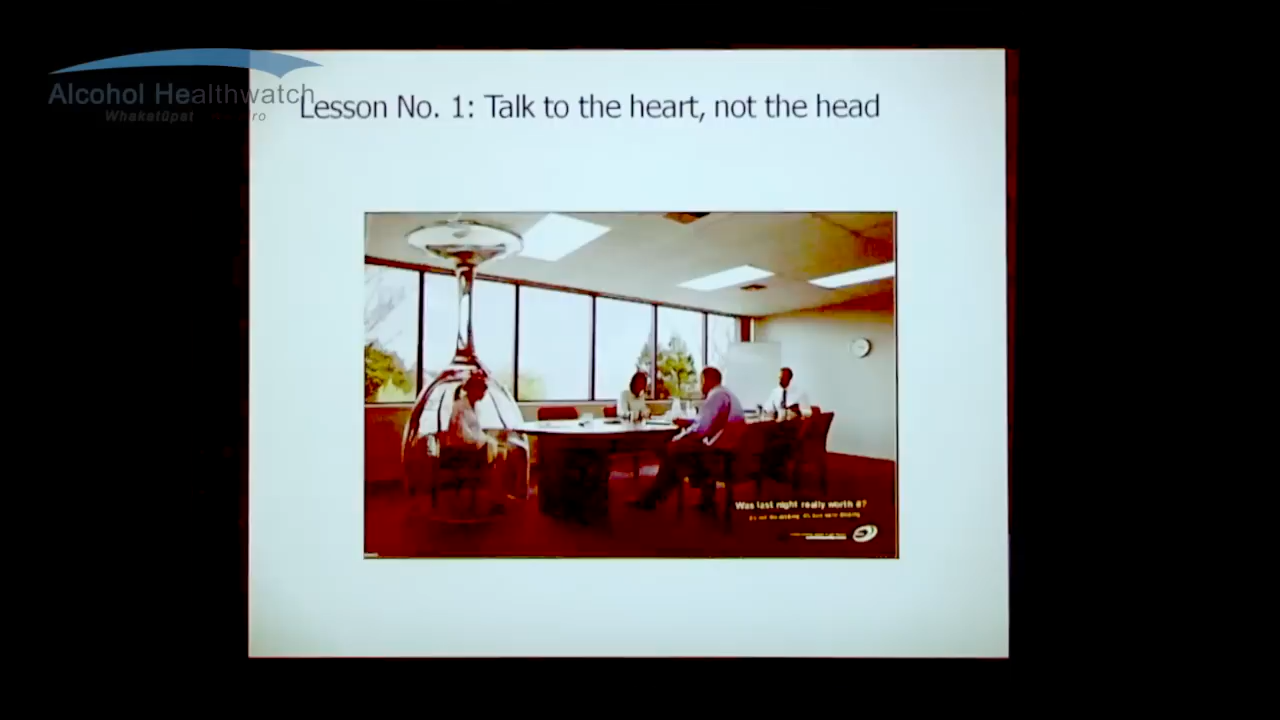 Alcohol Healthwatch
Lesson No. 1: Talk to the heart, not the head
Was last night really worth it?